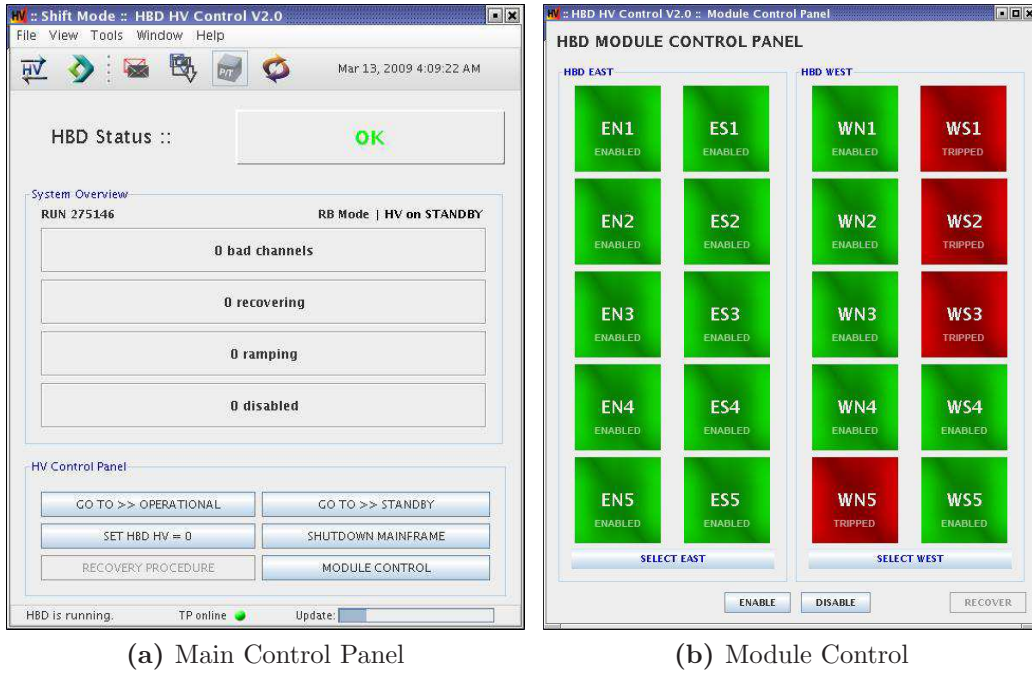 HV :: Shift Mode :: HBD HV Control V2.0
File View Tools Window Help
HV P/T Mar 13, 2009 4:09:22 AM
HBD Status :: OK
System Overview
RUN 275146 RB Mode | HV on STANDBY
0 bad channels
0 recovering
0 ramping
0 disabled
HV Control Panel
GO TO >> OPERATIONAL GO TO >> STANDBY
SET HBD HV = 0 SHUTDOWN MAINFRAME
RECOVERY PROCEDURE MODULE CONTROL
HBD is running. TP online Update:
(a) Main Control Panel
HV :: HBD HV Control V2.0 :: Module Control Panel
HBD MODULE CONTROL PANEL
HBD EAST HBD WEST
EN1 ES1 WN1 WS1
ENABLED ENABLED ENABLED TRIPPED
EN2 ES2 WN2 WS2
ENABLED ENABLED ENABLED TRIPPED
EN3 ES3 WN3 WS3
ENABLED ENABLED ENABLED TRIPPED
EN4 ES4 WN4 WS4
ENABLED ENABLED ENABLED ENABLED
EN5 ES5 WN5 WS5
ENABLED ENABLED TRIPPED ENABLED
SELECT EAST SELECT WEST
ENABLE DISABLE RECOVER
(b) Module Control